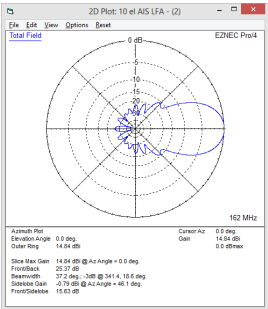 2D Plot: 10 el AIS LFA - (2)
File Edit View Options Reset
Total Field
0 dB
EZNEC Pro/4
-5
-10
-15
-20
162 MHz
Azimuth Plot
Elevation Angle 0.0 deg.
Outer Ring 14.84 dBi
Cursor Az 0.0 deg.
Gain 14.84 dBi
0.0 dBmax
Slice Max Gain 14.84 dBi @ Az Angle = 0.0 deg.
Front/Back 25.37 dB
Beamwidth 37.2 deg.; -3dB @ 341.4, 18.6 deg.
Sidelobe Gain -0.79 dBi @ Az Angle = 46.1 deg.
Front/Sidelobe 15.63 dB